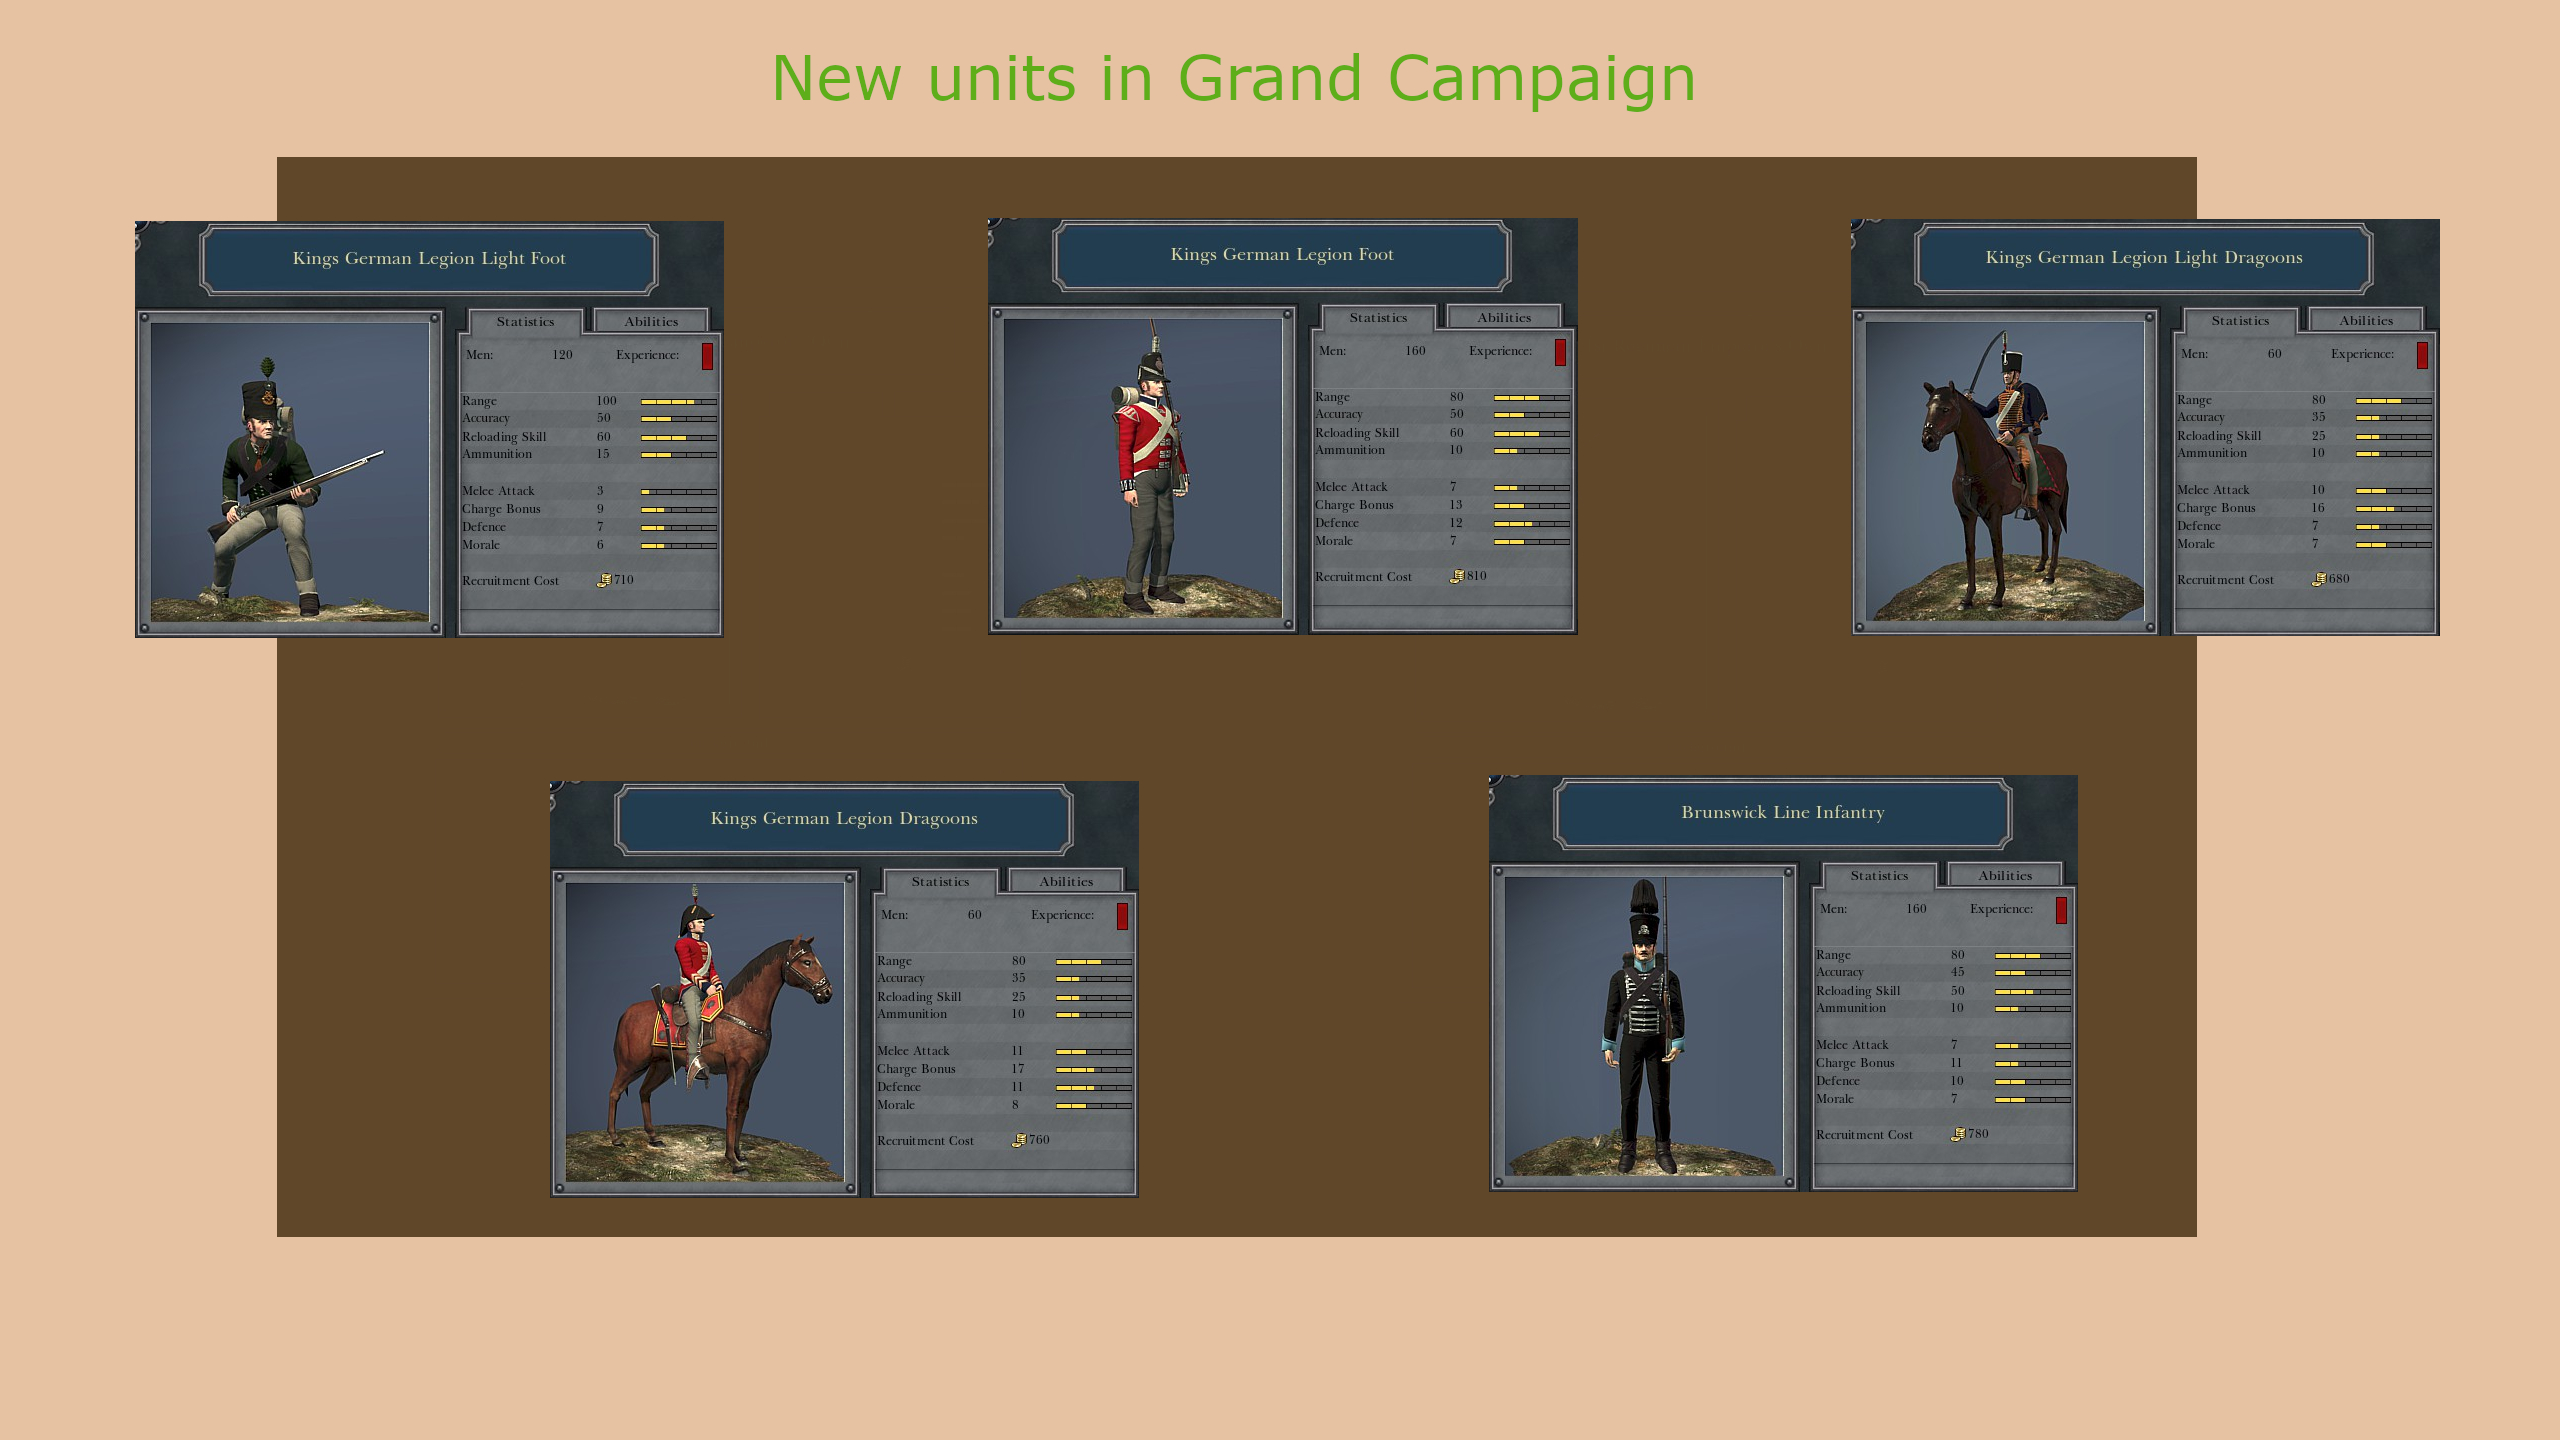 New units in Grand Campaign
Kings German Legion Light Foot
Statistics Abilities
Men: 120 Experience:
Range 100
Accuracy 50
Reloading Skill 60
Ammunition 15
Melee Attack 3
Charge Bonus 9
Defence 7
Morale 6
Recruitment Cost 710
Kings German Legion Foot
Statistics Abilities
Men: 160 Experience:
Range 80
Accuracy 50
Reloading Skill 60
Ammunition 10
Melee Attack 7
Charge Bonus 13
Defence 12
Morale 7
Recruitment Cost 810
Kings German Legion Light Dragoons
Statistics Abilities
Men: 60 Experience:
Range 80
Accuracy 35
Reloading Skill 25
Ammunition 10
Melee Attack 10
Charge Bonus 16
Defence 7
Morale 7
Recruitment Cost 680
Kings German Legion Dragoons
Statistics Abilities
Men: 60 Experience:
Range 80
Accuracy 35
Reloading Skill 25
Ammunition 10
Melee Attack 11
Charge Bonus 17
Defence 11
Morale 8
Recruitment Cost 760
Brunswick Line Infantry
Statistics Abilities
Men: 160 Experience:
Range 80
Accuracy 45
Reloading Skill 50
Ammunition 10
Melee Attack 7
Charge Bonus 11
Defence 10
Morale 7
Recruitment Cost 780